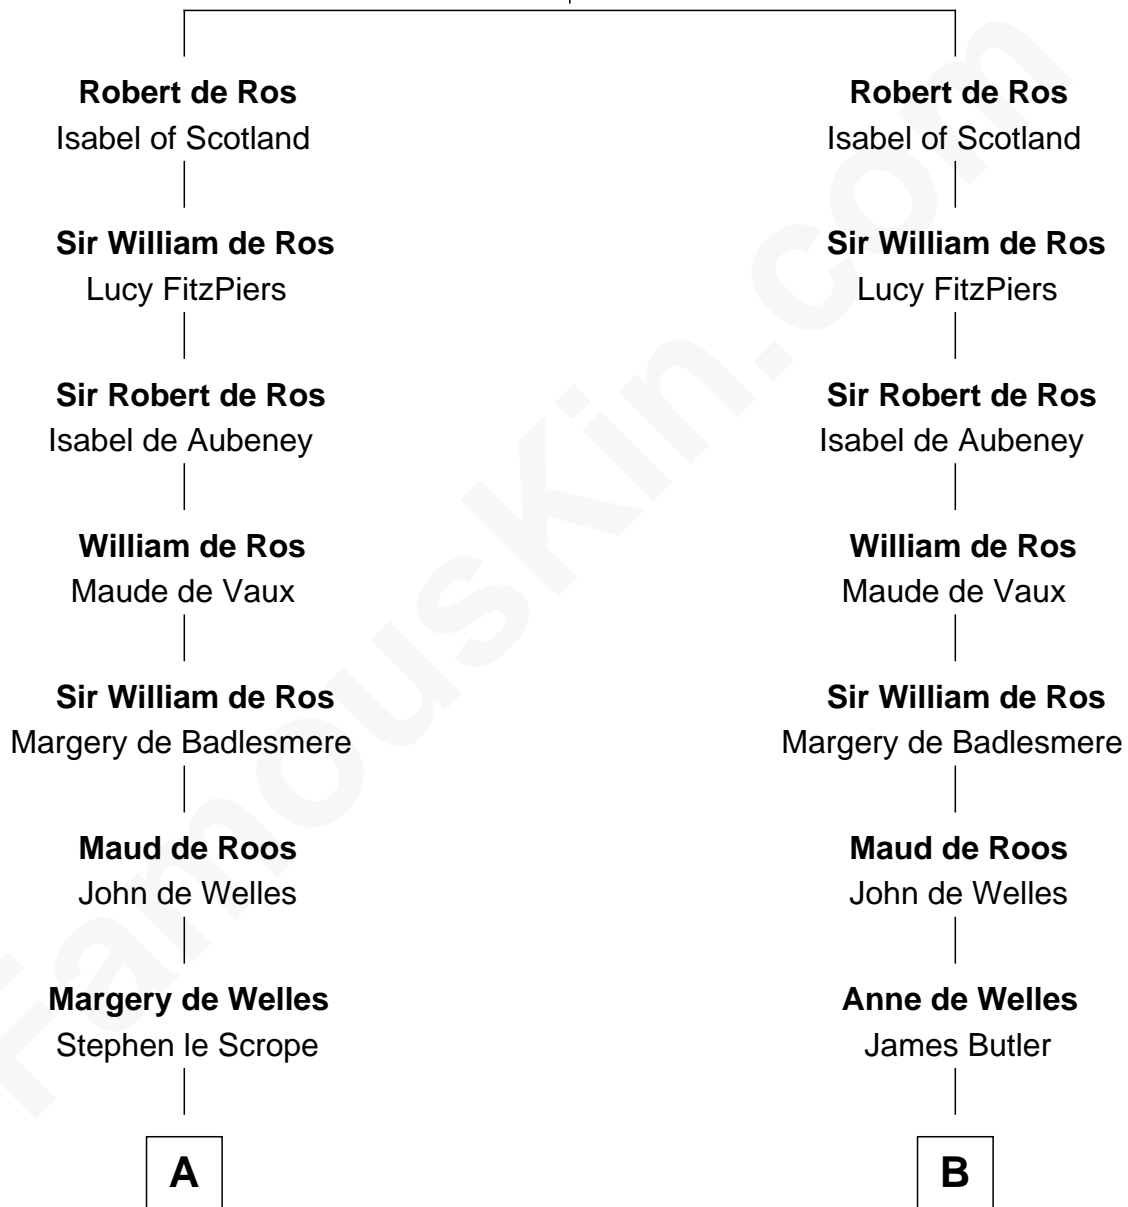 Robert de Ros
Isabel of Scotland
Sir William de Ros
Lucy FitzPiers
Sir Robert de Ros
Isabel de Aubeney
William de Ros
Maude de Vaux
Sir William de Ros
Margery de Badlesmere
Maud de Roos
John de Welles
Margery de Welles
Stephen le Scrope
A
Robert de Ros
Isabel of Scotland
Sir William de Ros
Lucy FitzPiers
Sir Robert de Ros
Isabel de Aubeney
William de Ros
Maude de Vaux
Sir William de Ros
Margery de Badlesmere
Maud de Roos
John de Welles
Anne de Welles
James Butler
B
FamousKin.com